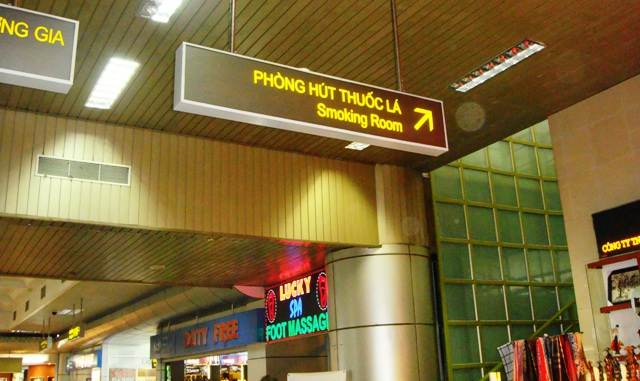 NG GIA
PHÒNG HÚT THUỐC LÁ
Smoking Room
LUCKY
SPA
FOOT MASSAGE
DUTY FREE
CÔNG TY